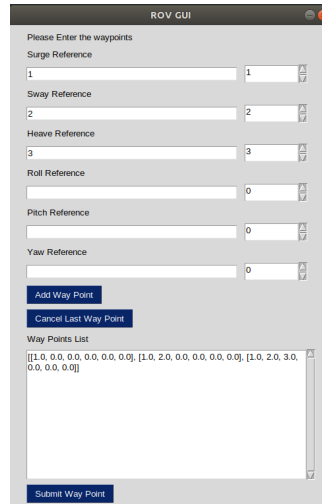 ROV GUI
Please Enter the waypoints
Surge Reference
1 1
Sway Reference
2 2
Heave Reference
3 3
Roll Reference
0
Pitch Reference
0
Yaw Reference
0
Add Way Point
Cancel Last Way Point
Way Points List
[[1.0, 0.0, 0.0, 0.0, 0.0, 0.0], [1.0, 2.0, 0.0, 0.0, 0.0, 0.0], [1.0, 2.0, 3.0,
0.0, 0.0, 0.0]]
Submit Way Point